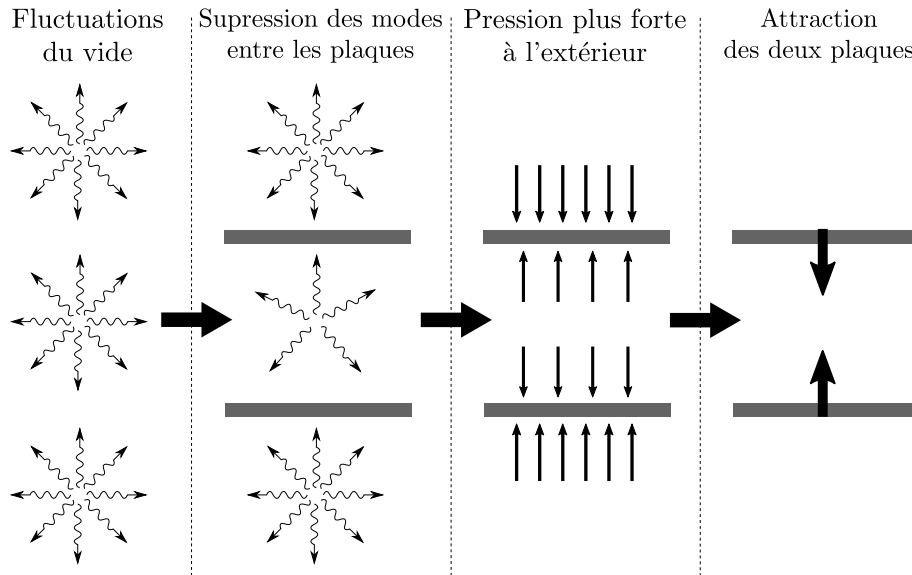 Fluctuations
du vide
Supression des modes
entre les plaques
Pression plus forte
à l'extérieur
Attraction
des deux plaques